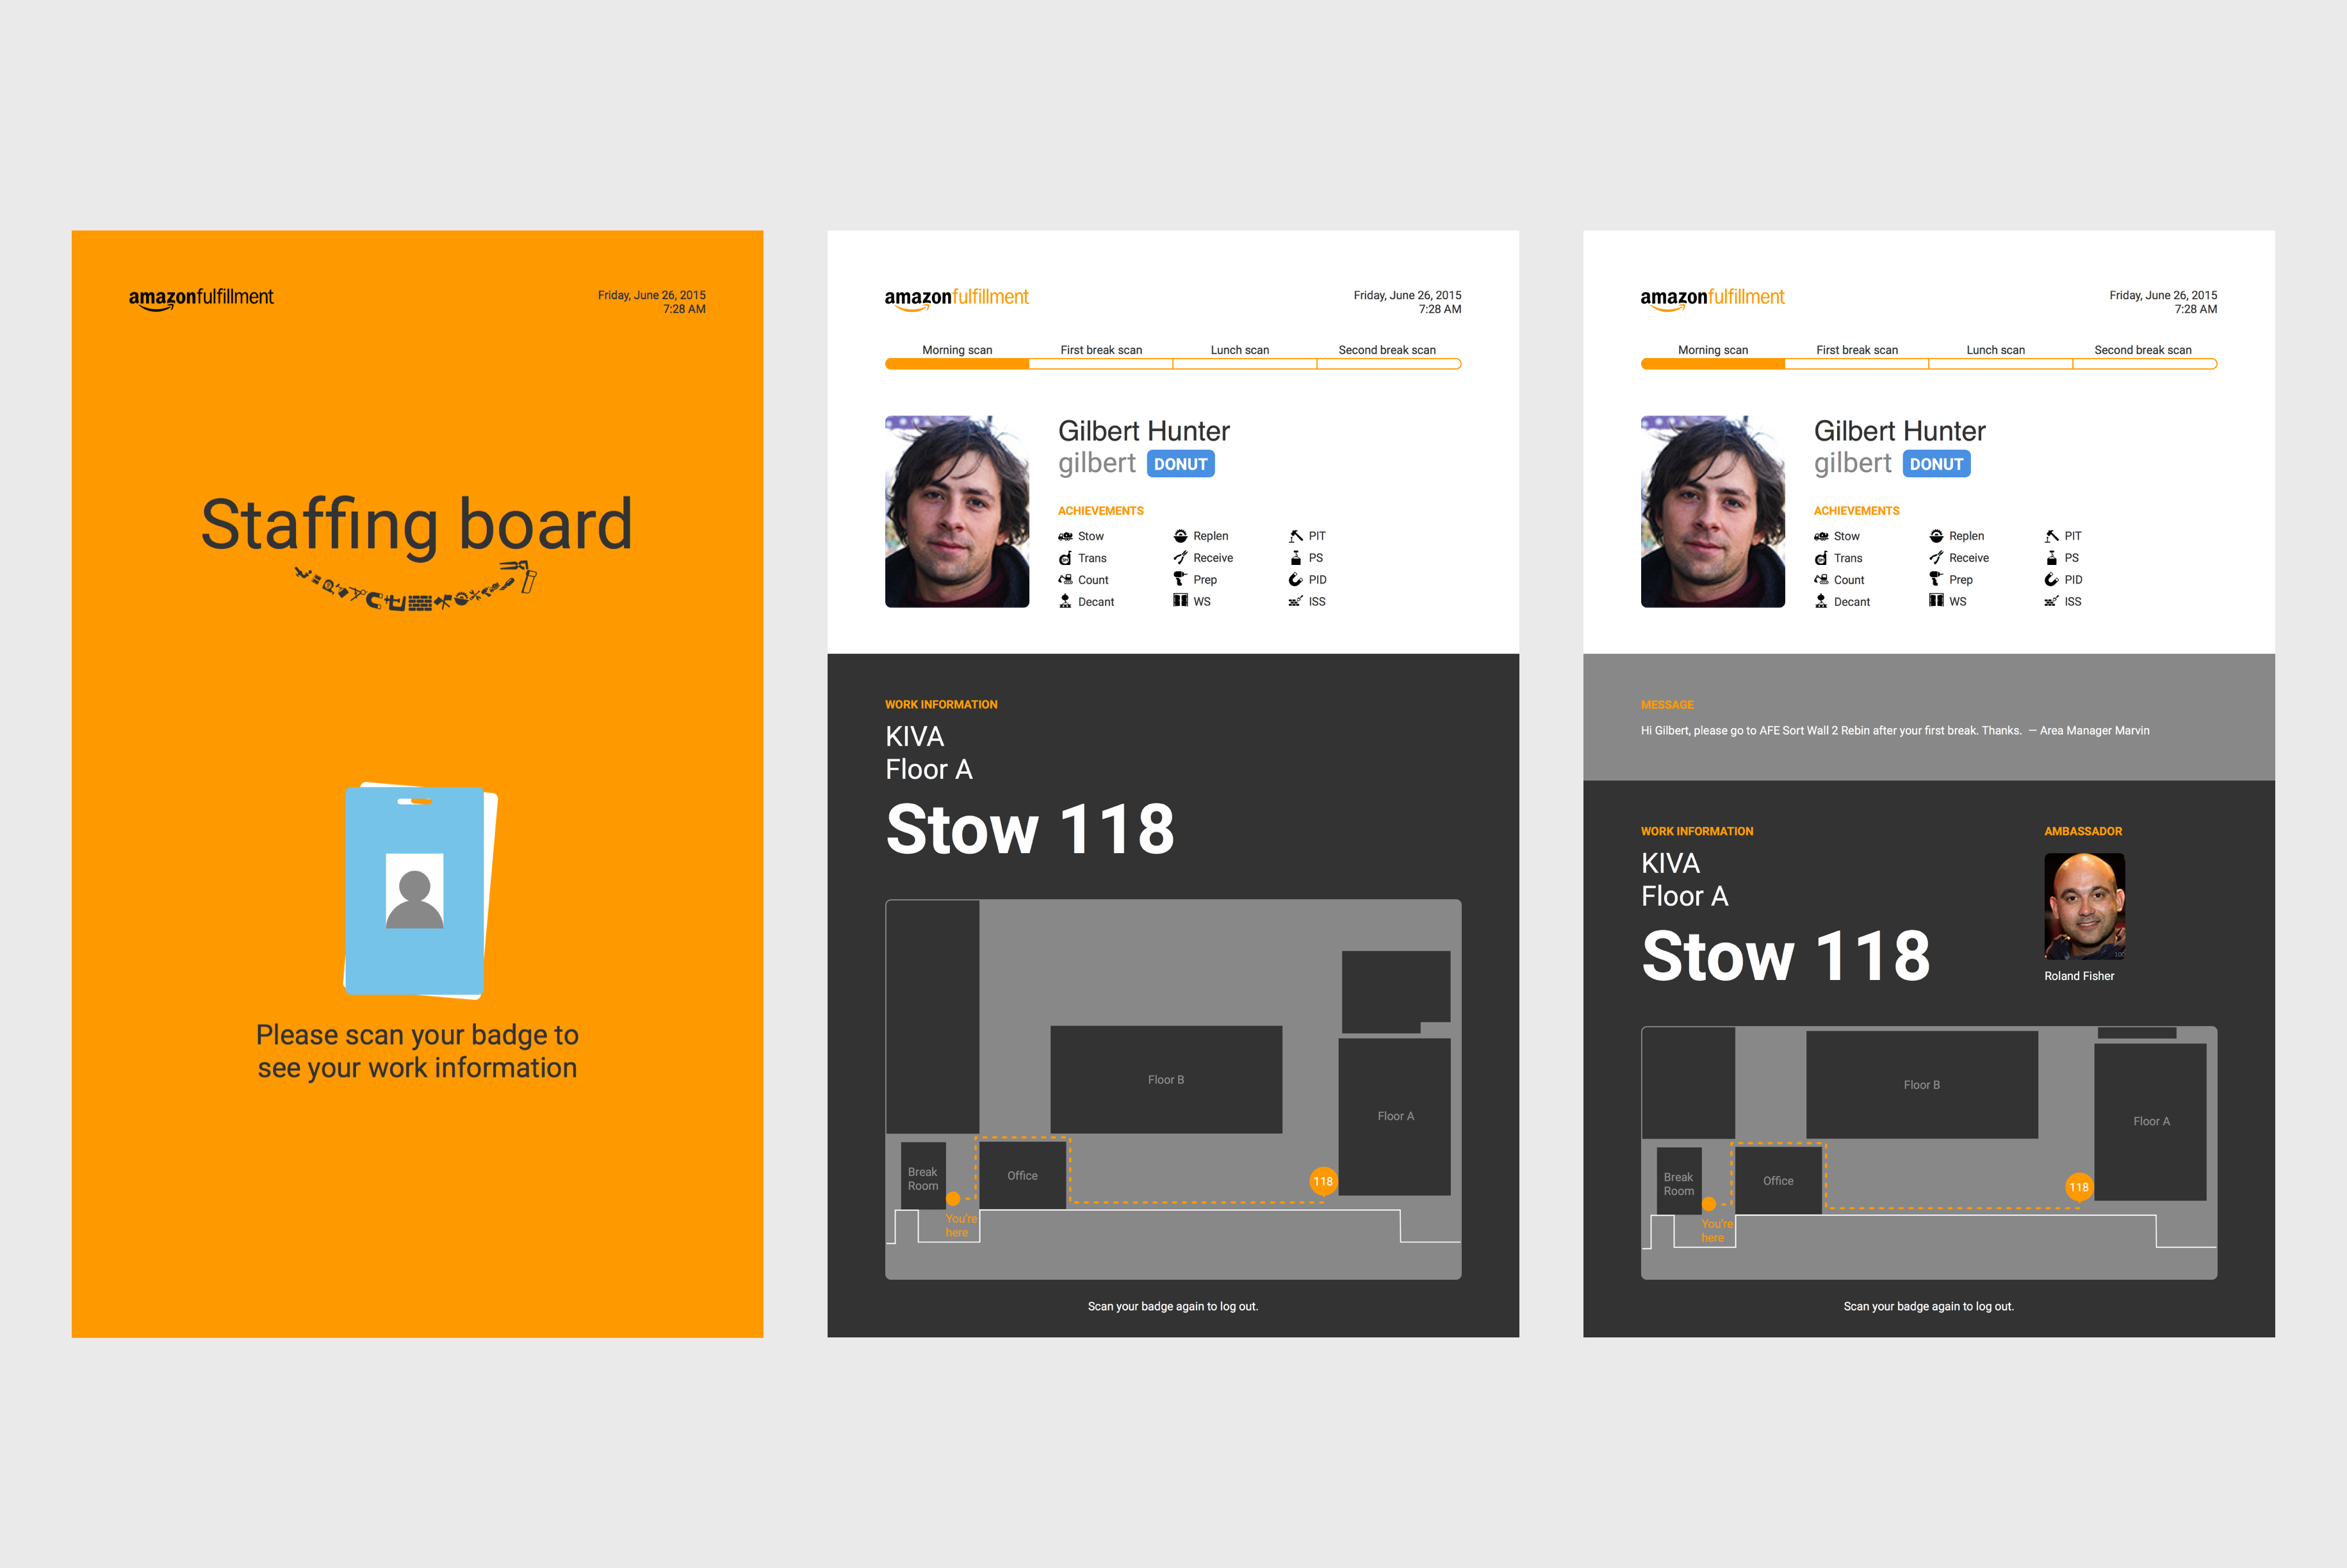 amazonfulfillment
Friday, June 26, 2015
7:28 AM
Staffing board
Please scan your badge to
see your work information
amazonfulfillment
Friday, June 26, 2015
7:28 AM
Morning scan First break scan Lunch scan Second break scan
Gilbert Hunter
gilbert DONUT
ACHIEVEMENTS
Stow Replen PIT
Trans Receive PS
Count Prep PID
Decant WS ISS
WORK INFORMATION
KIVA
Floor A
Stow 118
Floor B
Floor A
Break
Room
Office
118
You're
here
Scan your badge again to log out.
amazonfulfillment
Friday, June 26, 2015
7:28 AM
Morning scan First break scan Lunch scan Second break scan
Gilbert Hunter
gilbert DONUT
ACHIEVEMENTS
Stow Replen PIT
Trans Receive PS
Count Prep PID
Decant WS ISS
MESSAGE
Hi Gilbert, please go to AFE Sort Wall 2 Rebin after your first break. Thanks. — Area Manager Marvin
WORK INFORMATION
KIVA
Floor A
Stow 118
AMBASSADOR
Roland Fisher
Floor B
Floor A
Break
Room
Office
118
You're
here
Scan your badge again to log out.